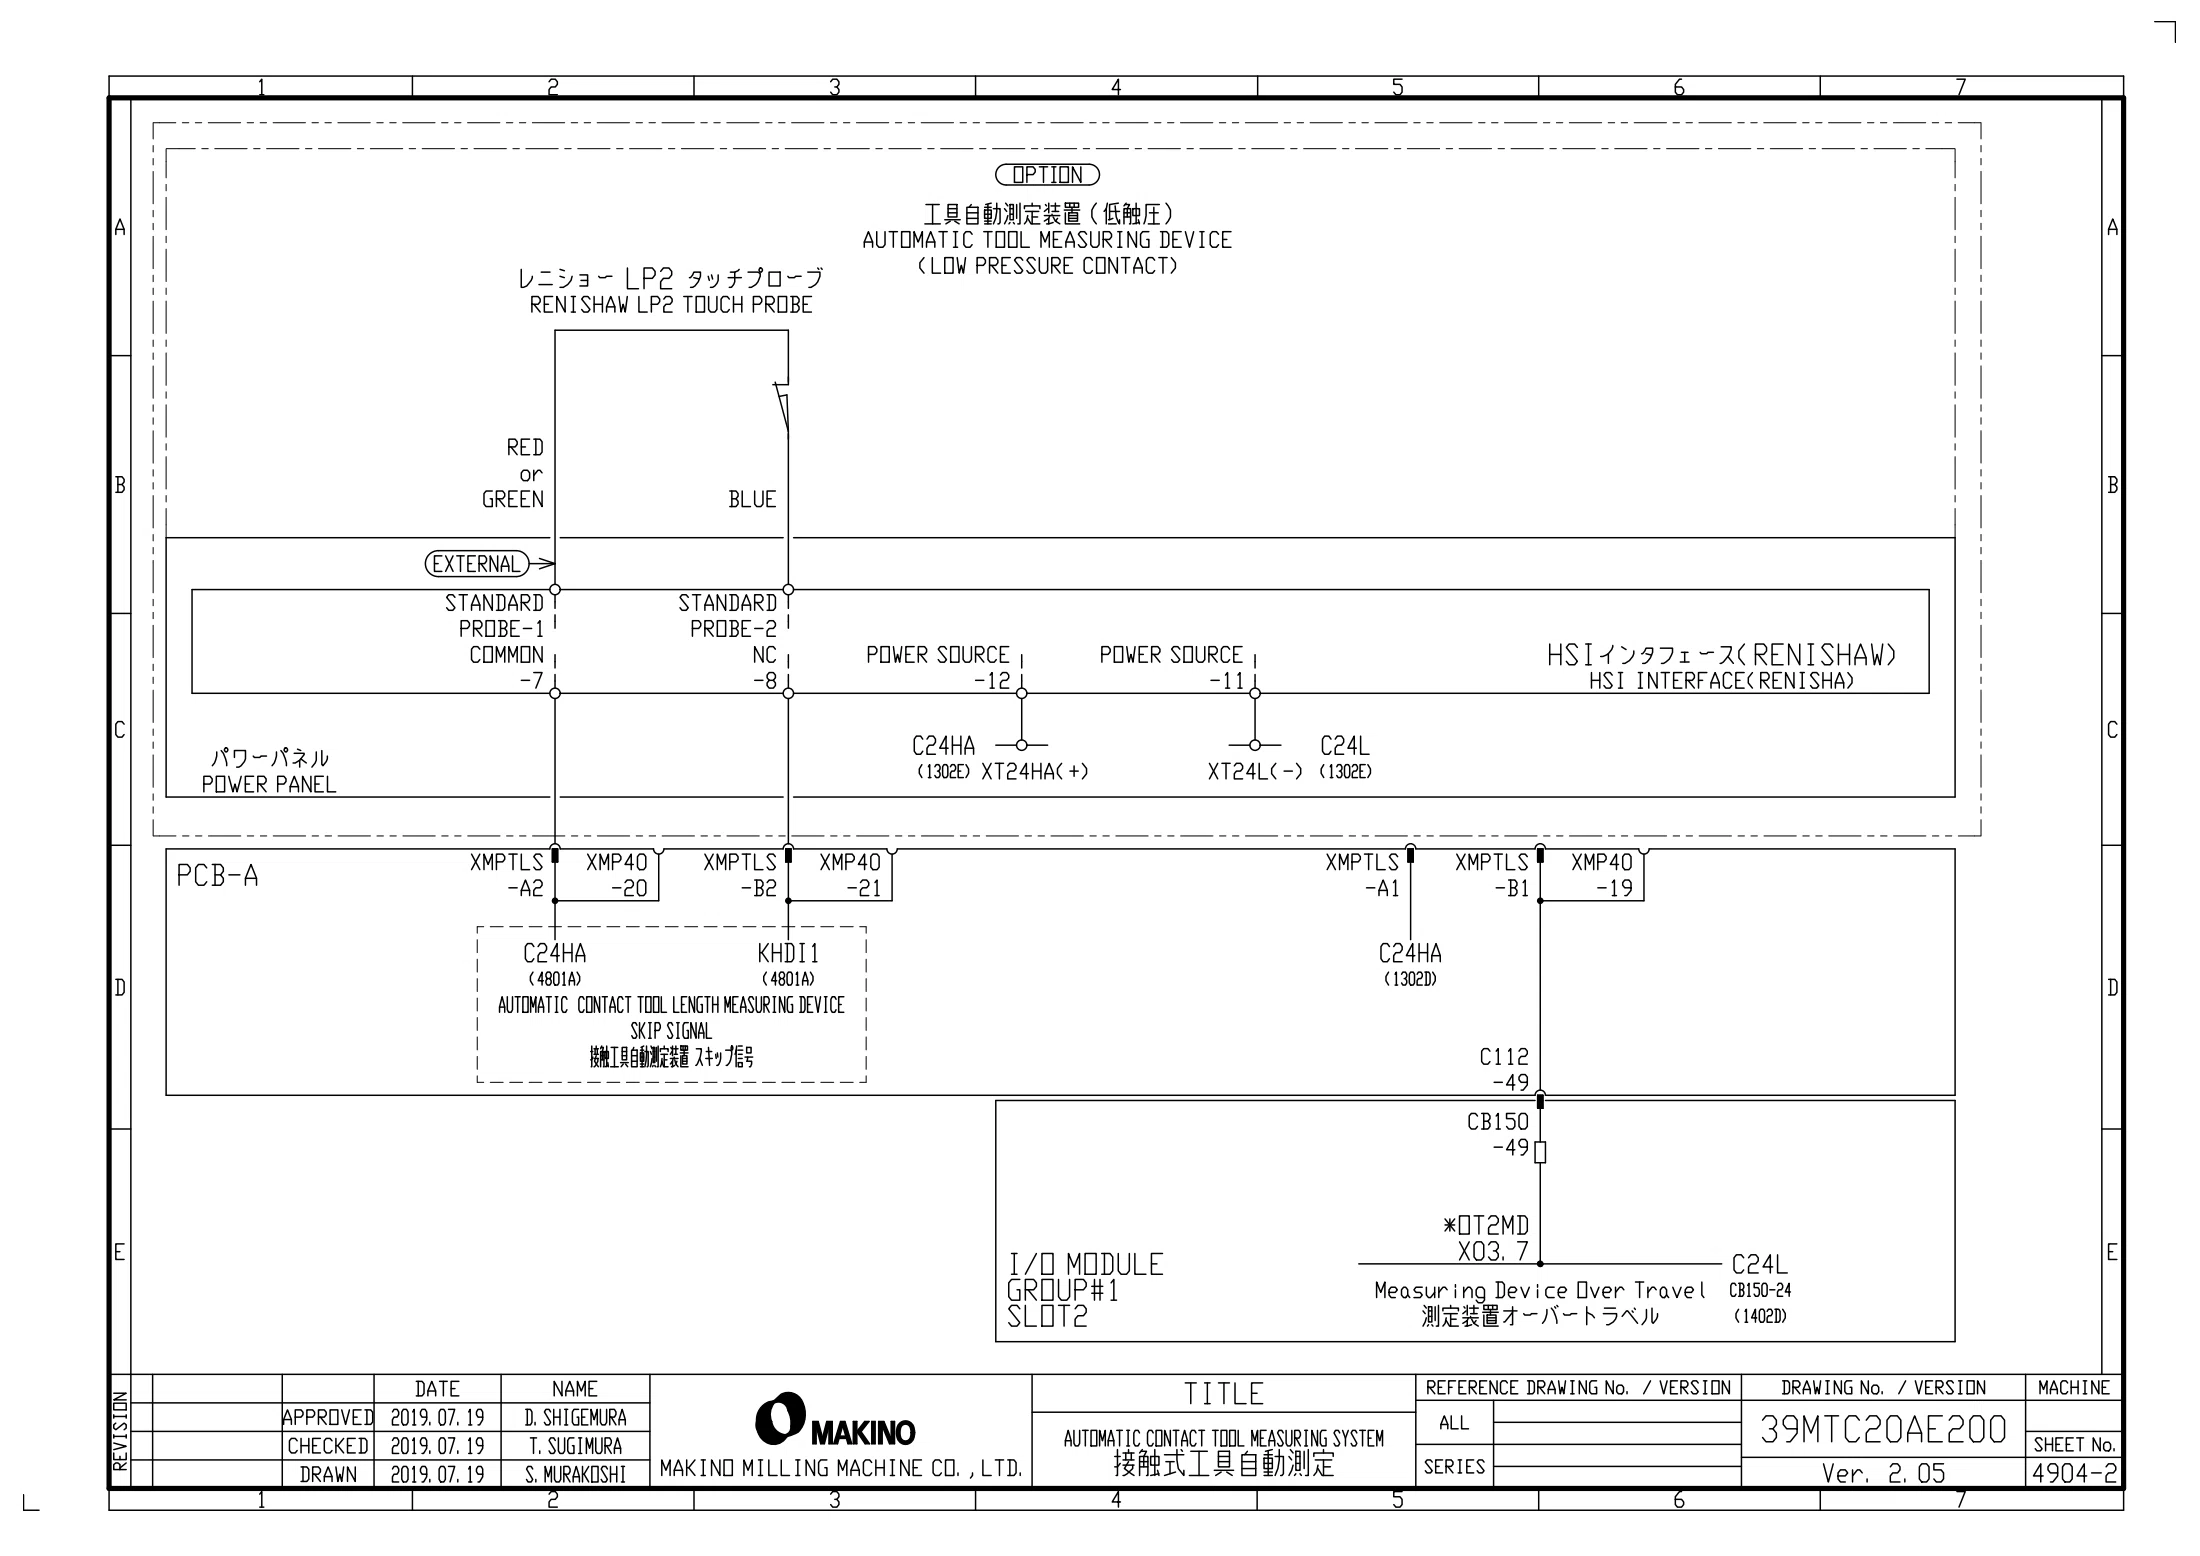 1 2 3 4 5 6 7
A A
B B
C C
D D
E E
OPTION
工具自動測定装置(低触圧)
AUTOMATIC TOOL MEASURING DEVICE
(LOW PRESSURE CONTACT)
レニショー LP2 タッチプローブ
RENISHAW LP2 TOUCH PROBE
RED
or
GREEN
BLUE
EXTERNAL
STANDARD
PROBE-1
COMMON
-7
STANDARD
PROBE-2
NC
-8
POWER SOURCE
-12
POWER SOURCE
-11
HSIインタフェース(RENISHAW)
HSI INTERFACE(RENISHA)
C24HA
(1302E) XT24HA(+)
C24L
XT24L(-) (1302E)
パワーパネル
POWER PANEL
PCB-A
XMPTLS
-A2
XMP40
-20
XMPTLS
-B2
XMP40
-21
XMPTLS
-A1
XMPTLS
-B1
XMP40
-19
C24HA
(4801A)
KHDI1
(4801A)
AUTOMATIC CONTACT TOOL LENGTH MEASURING DEVICE
SKIP SIGNAL
接触工具自動測定装置 スキップ信号
C24HA
(1302D)
C112
-49
CB150
-49
*OT2MD
X03.7
I/O MODULE
GROUP#1
SLOT2
C24L
CB150-24
(1402D)
Measuring Device Over Travel
測定装置オーバートラベル
REVISION
DATE NAME
APPROVED 2019.07.19 D. SHIGEMURA
CHECKED 2019.07.19 T. SUGIMURA
DRAWN 2019.07.19 S. MURAKOSHI
MAKINO
MAKINO MILLING MACHINE CO.,LTD.
TITLE
AUTOMATIC CONTACT TOOL MEASURING SYSTEM
接触式工具自動測定
REFERENCE DRAWING No. / VERSION
ALL
SERIES
DRAWING No. / VERSION
39MTC20AE200
Ver. 2.05
MACHINE
SHEET No.
4904-2
1 2 3 4 5 6 7